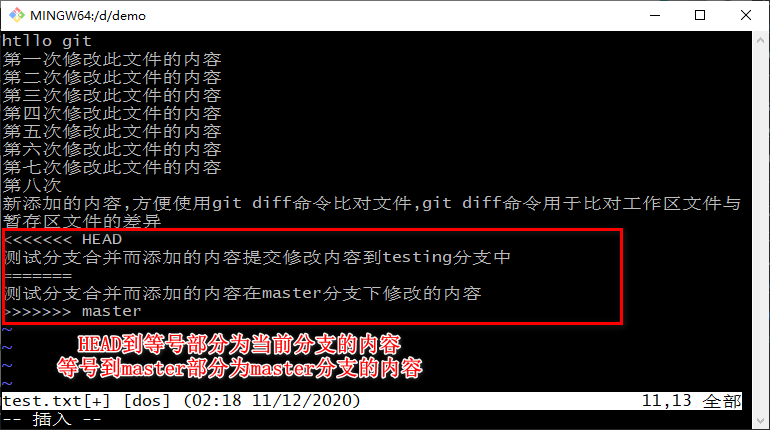 MINGW64:/d/demo
htllo git
第一次修改此文件的内容
第二次修改此文件的内容
第三次修改此文件的内容
第四次修改此文件的内容
第五次修改此文件的内容
第六次修改此文件的内容
第七次修改此文件的内容
第八次
新添加的内容,方便使用git diff命令比对文件,git diff命令用于比对工作区文件与
暂存区文件的差异
<<<<<<< HEAD
测试分支合并而添加的内容提交修改内容到testing分支中
=======
测试分支合并而添加的内容在master分支下修改的内容
>>>>>>> master
~
~
HEAD到等号部分为当前分支的内容
~
等号到master部分为master分支的内容
~
test.txt[+] [dos] (02:18 11/12/2020) 11,13 全部
-- 插入 --